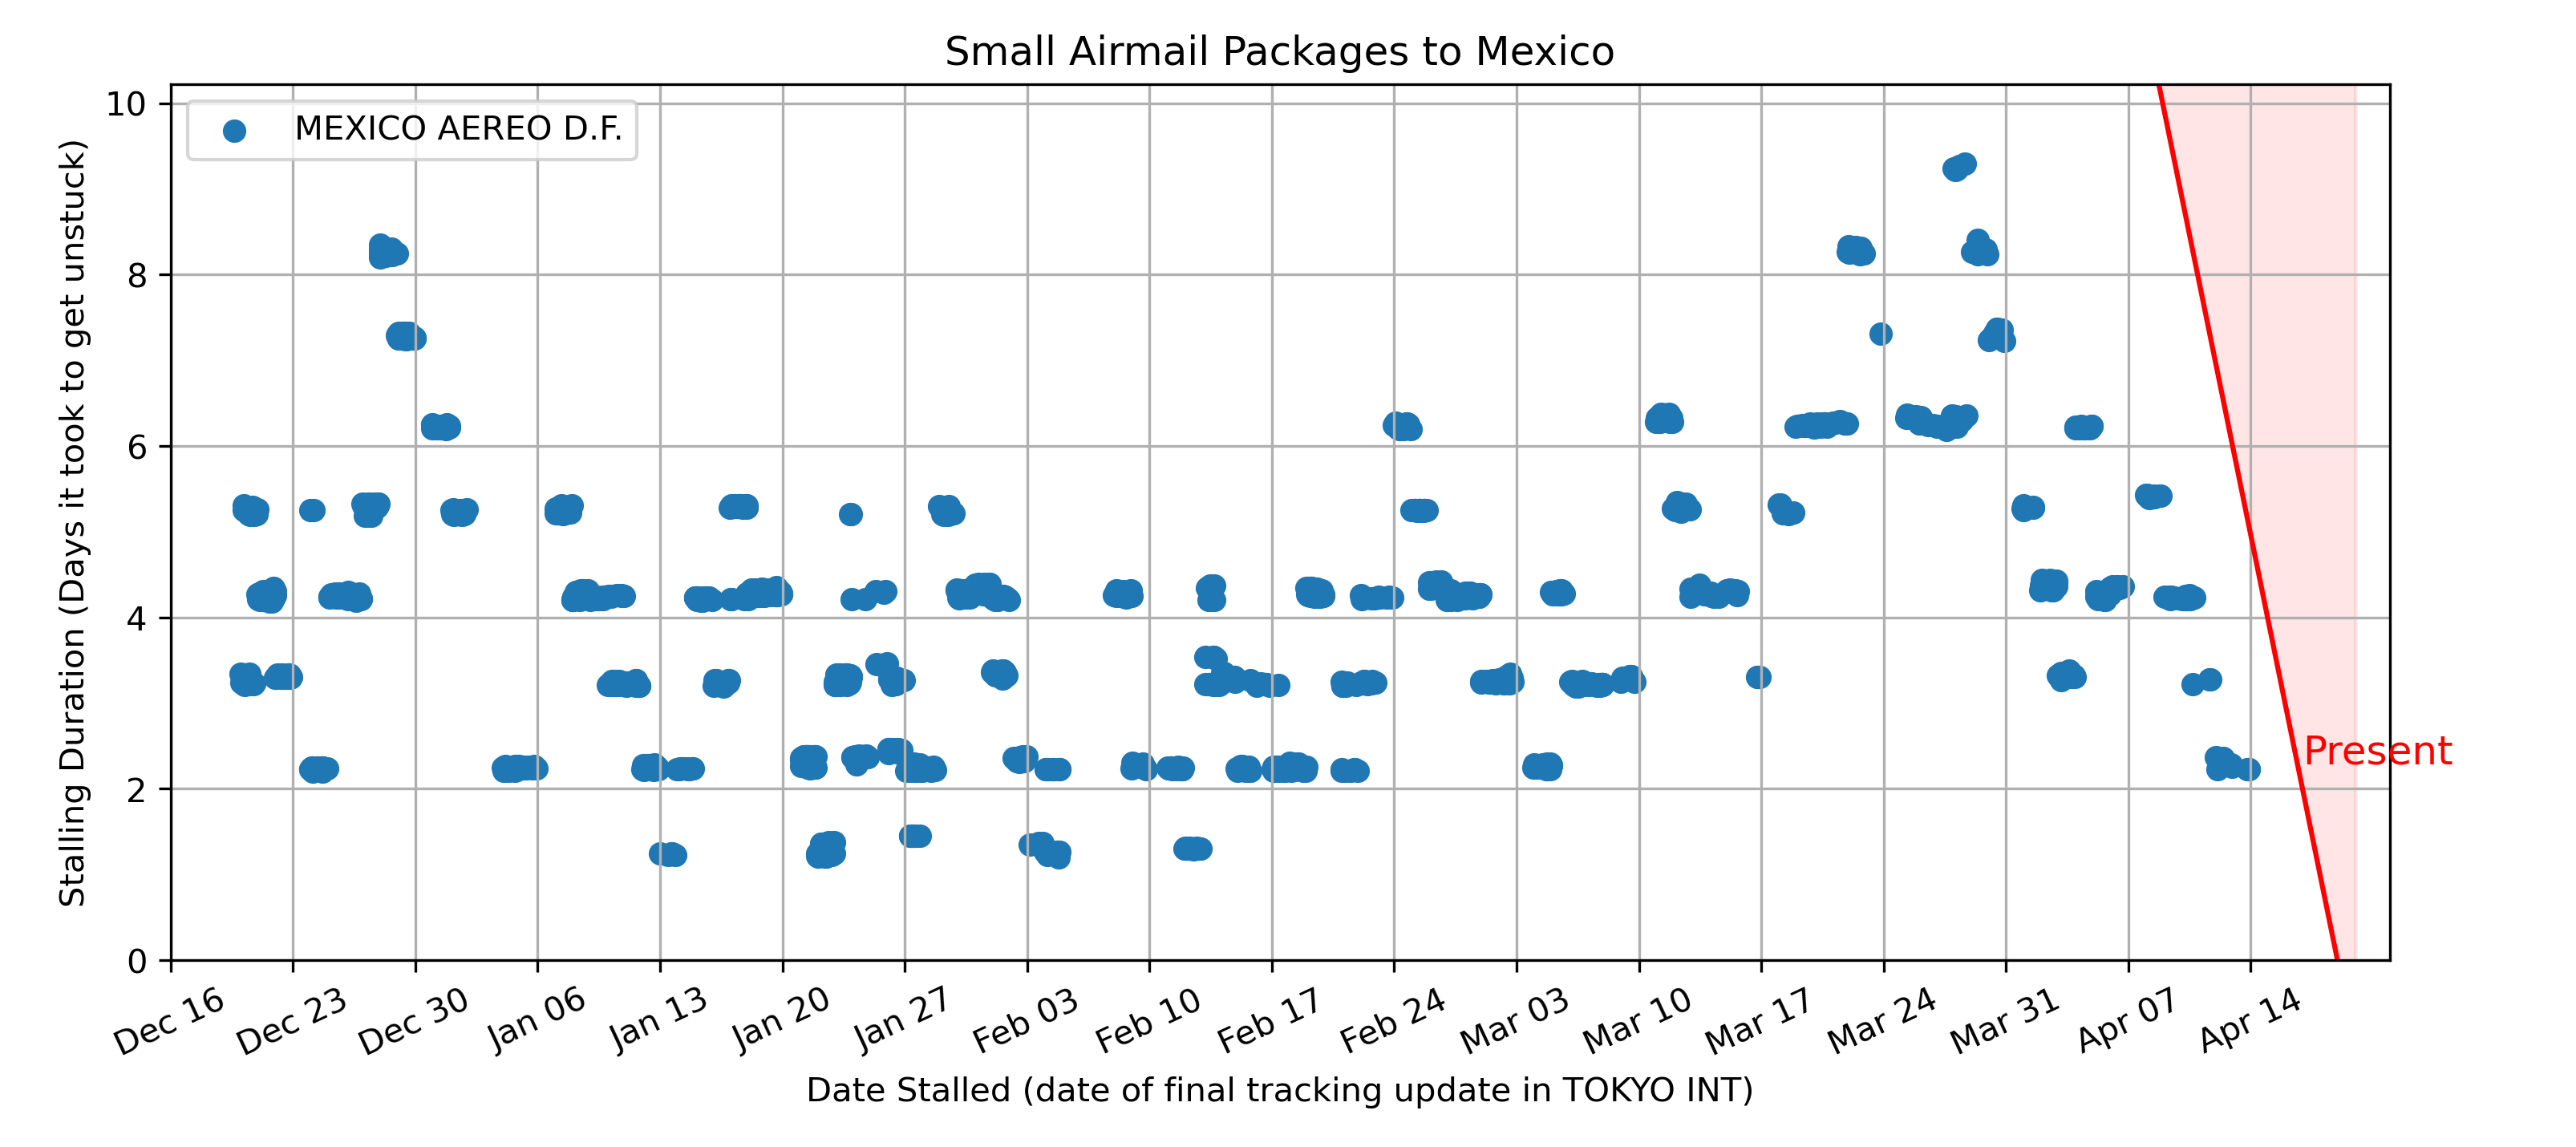 Small Airmail Packages to Mexico
MEXICO AEREO D.F.
Stalling Duration (Days it took to get unstuck)
10
8
6
4
2
0
Present
Dec 16
Dec 23
Dec 30
Jan 06
Jan 13
Jan 20
Jan 27
Feb 03
Feb 10
Feb 17
Feb 24
Mar 03
Mar 10
Mar 17
Mar 24
Mar 31
Apr 07
Apr 14
Date Stalled (date of final tracking update in TOKYO INT)